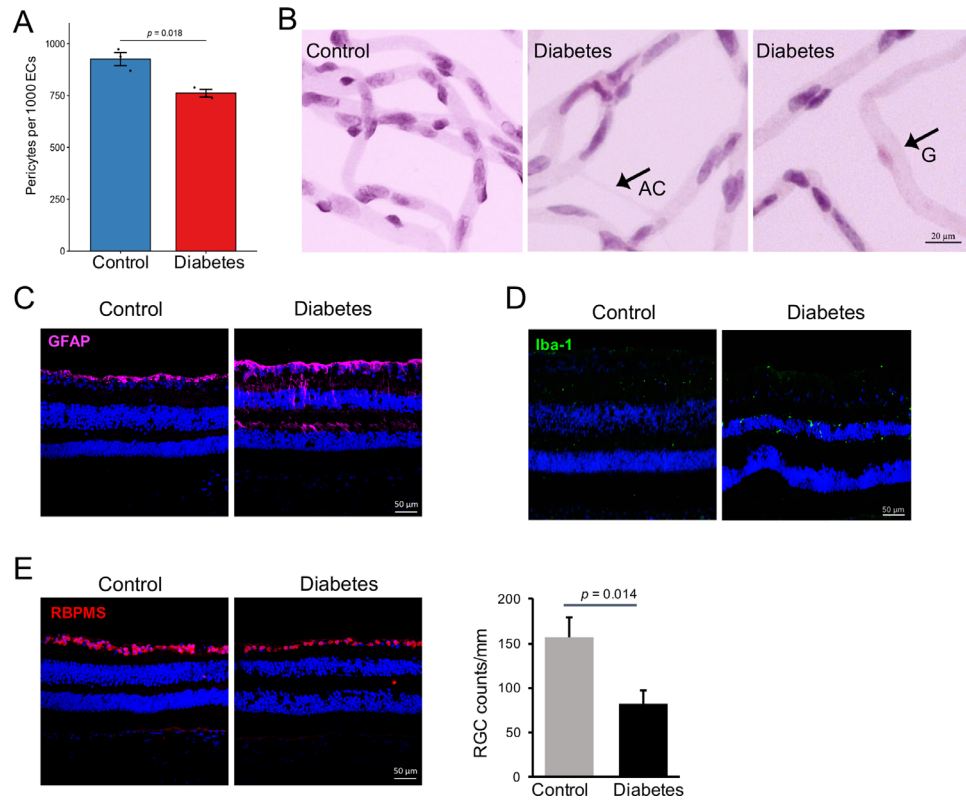 A
p = 0.018
Pericytes per 1000 ECs
1000
750
500
250
0
Control
Diabetes
B
Control
Diabetes
Diabetes
AC
G
20 µm
C
Control
Diabetes
GFAP
50 µm
D
Control
Diabetes
Iba-1
50 µm
E
Control
Diabetes
RBPMS
50 µm
p = 0.014
RGC counts/mm
200
150
100
50
0
Control
Diabetes